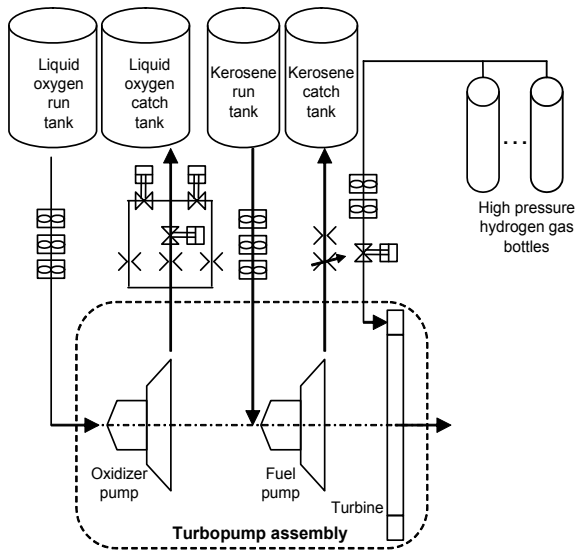 Liquid
oxygen
run
tank
Liquid
oxygen
catch
tank
Kerosene
run
tank
Kerosene
catch
tank
...
High pressure
hydrogen gas
bottles
Oxidizer
pump
Fuel
pump
Turbine
Turbopump assembly